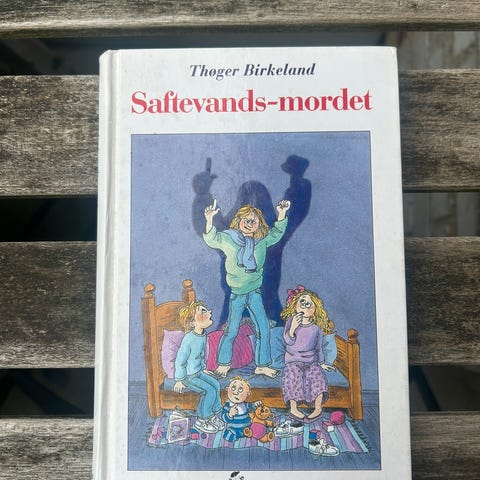 Thøger Birkeland
Saftevands-mordet